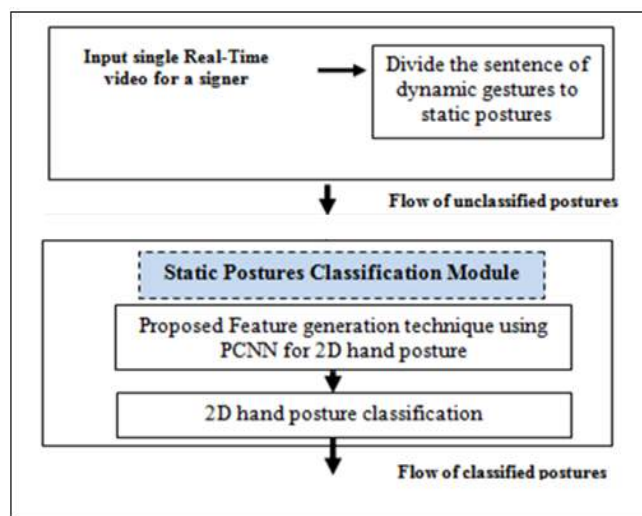 Input single Real-Time
video for a signer
Divide the sentence of
dynamic gestures to
static postures
Flow of unclassified postures
Static Postures Classification Module
Proposed Feature generation technique using
PCNN for 2D hand posture
2D hand posture classification
Flow of classified postures